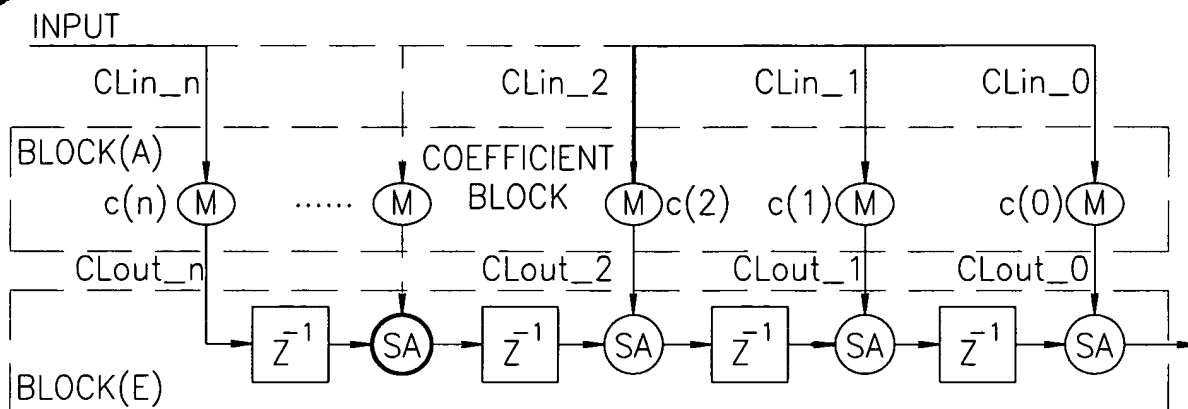 INPUT
CLin_n CLin_2 CLin_1 CLin_0
BLOCK(A) COEFFICIENT
BLOCK
c(n) M ...... M M c(2) c(1) M c(0) M
CLout_n CLout_2 CLout_1 CLout_0
Z⁻¹ SA Z⁻¹ SA Z⁻¹ SA Z⁻¹ SA
BLOCK(E)